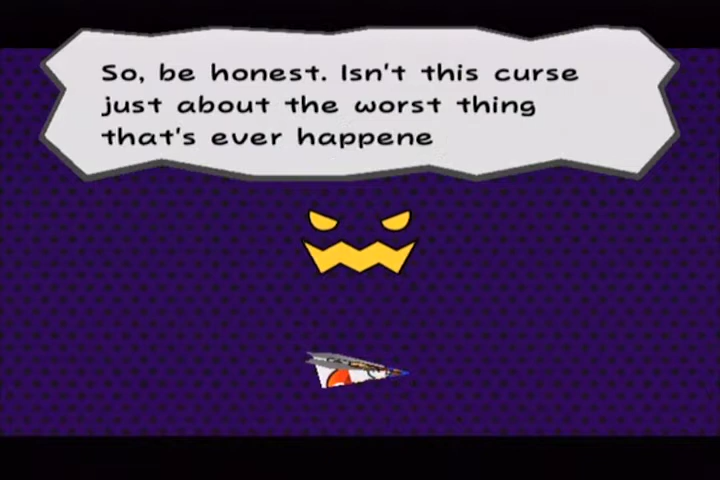 So, be honest. Isn't this curse
just about the worst thing
that's ever happene